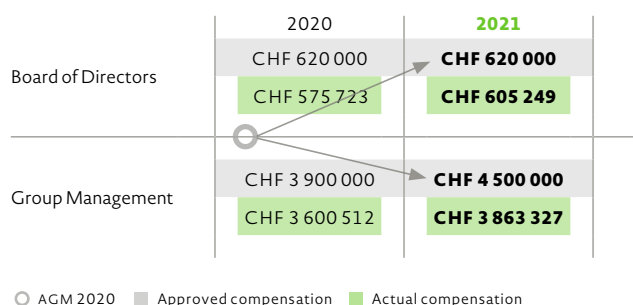 2020 2021
Board of Directors
CHF 620 000 CHF 620 000
CHF 575 723 CHF 605 249
Group Management
CHF 3 900 000 CHF 4 500 000
CHF 3 600 512 CHF 3 863 327
AGM 2020 Approved compensation Actual compensation